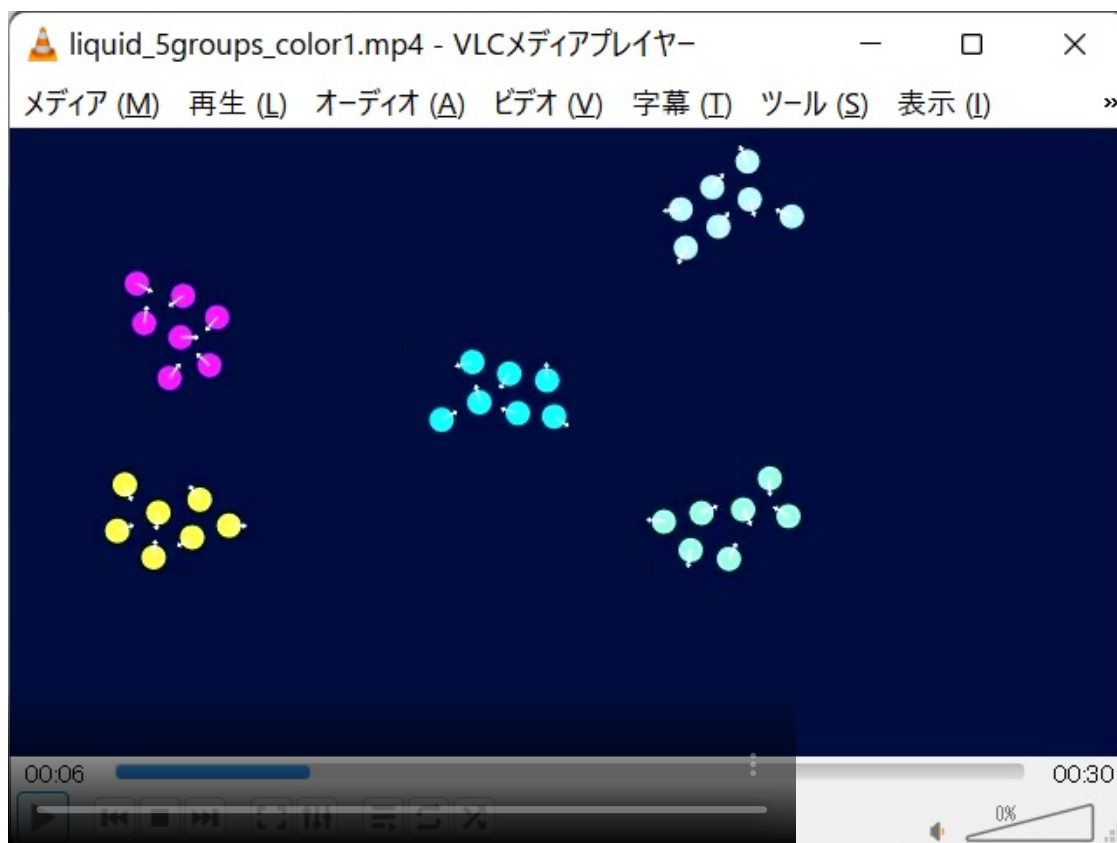 liquid_5groups_color1.mp4 - VLCメディアプレイヤー
メディア (M) 再生 (L) オーディオ (A) ビデオ (V) 字幕 (T) ツール (S) 表示 (I) »
00:06 00:30
0%